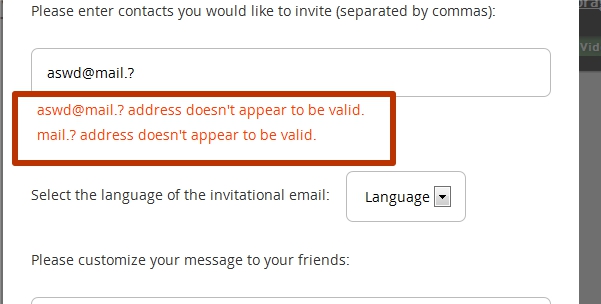 Please enter contacts you would like to invite (separated by commas):
aswd@mail.?
aswd@mail.? address doesn't appear to be valid.
mail.? address doesn't appear to be valid.
Select the language of the invitational email: Language
Please customize your message to your friends:
Vid